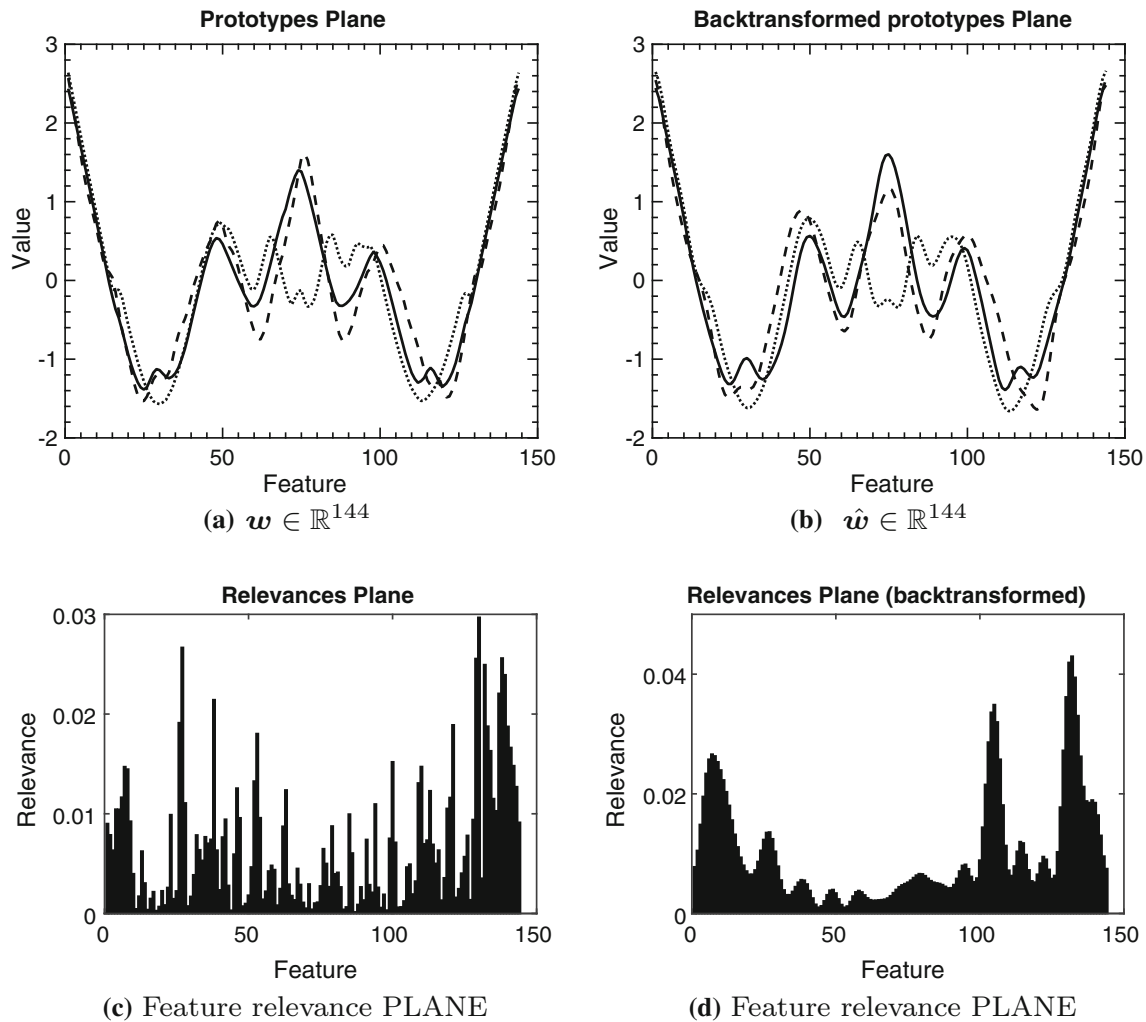 Prototypes Plane
3
2
1
0
-1
-2
Value
0
50
100
150
Feature
(a) w ∈ ℝ^144
Backtransformed prototypes Plane
3
2
1
0
-1
-2
Value
0
50
100
150
Feature
(b) ŵ ∈ ℝ^144
Relevances Plane
0.03
0.02
0.01
0
Relevance
0
50
100
150
Feature
(c) Feature relevance PLANE
Relevances Plane (backtransformed)
0.04
0.02
0
Relevance
0
50
100
150
Feature
(d) Feature relevance PLANE